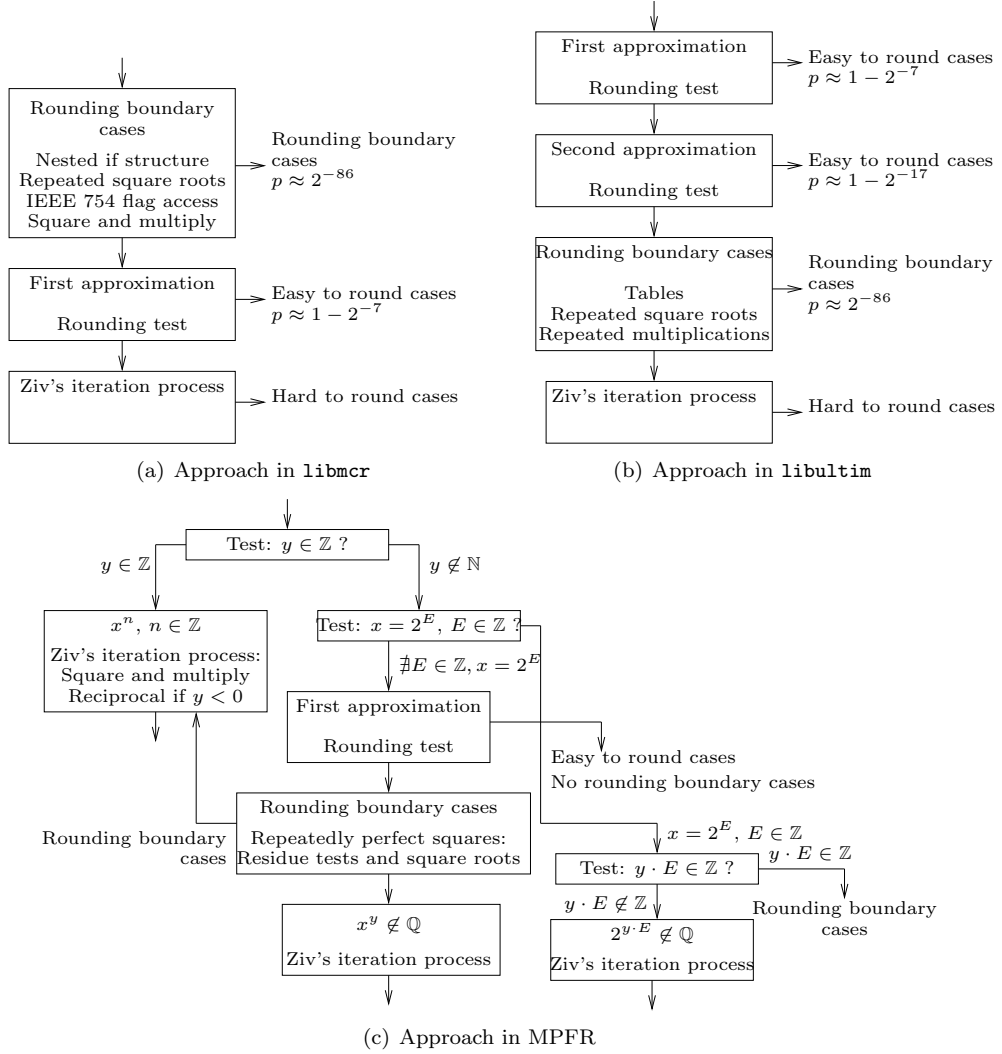 Rounding boundary
cases
Nested if structure
Repeated square roots
IEEE 754 flag access
Square and multiply
Rounding boundary
cases
p ≈ 2^{−86}
First approximation
Rounding test
Easy to round cases
p ≈ 1 − 2^{−7}
Ziv's iteration process
Hard to round cases
(a) Approach in libmcr
First approximation
Rounding test
Easy to round cases
p ≈ 1 − 2^{−7}
Second approximation
Rounding test
Easy to round cases
p ≈ 1 − 2^{−17}
Rounding boundary cases
Tables
Repeated square roots
Repeated multiplications
Rounding boundary
cases
p ≈ 2^{−86}
Ziv's iteration process
Hard to round cases
(b) Approach in libultim
Test: y ∈ ℤ ?
y ∈ ℤ
y ∉ ℕ
x^n, n ∈ ℤ
Ziv's iteration process:
Square and multiply
Reciprocal if y < 0
Test: x = 2^E, E ∈ ℤ ?
∄E ∈ ℤ, x = 2^E
First approximation
Rounding test
Easy to round cases
No rounding boundary cases
Rounding boundary cases
Repeatedly perfect squares:
Residue tests and square roots
Rounding boundary
cases
x = 2^E, E ∈ ℤ
Test: y · E ∈ ℤ ?
y · E ∈ ℤ
Rounding boundary
cases
y · E ∉ ℤ
x^y ∉ ℚ
Ziv's iteration process
2^{y·E} ∉ ℚ
Ziv's iteration process
(c) Approach in MPFR